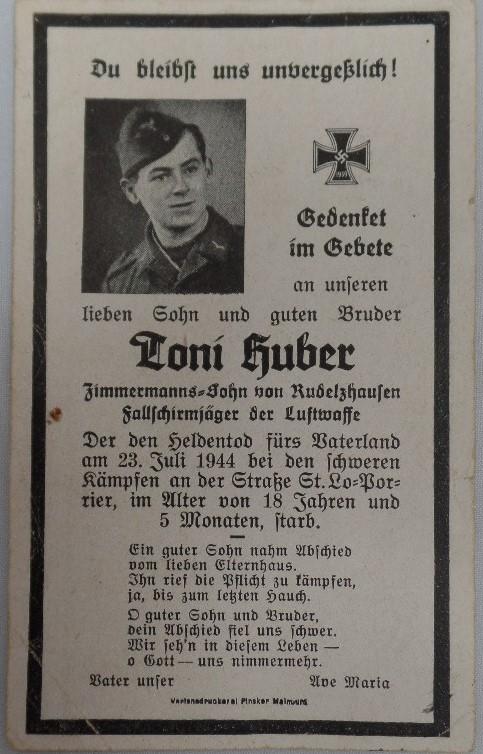 Du bleibst uns unvergeßlich!
1939
Gedenket
im Gebete
an unseren
lieben Sohn und guten Bruder
Toni Huber
Zimmermanns-Sohn von Rudelzhausen
Fallschirmjäger der Luftwaffe
Der den Heldentod fürs Vaterland
am 23. Juli 1944 bei den schweren
Kämpfen an der Straße St. Lo-Por-
rier, im Alter von 18 Jahren und
5 Monaten, starb.
Ein guter Sohn nahm Abschied
vom lieben Elternhaus.
Ihn rief die Pflicht zu kämpfen,
ja, bis zum letzten Hauch.
O guter Sohn und Bruder,
dein Abschied fiel uns schwer.
Wir seh'n in diesem Leben —
o Gott — uns nimmermehr.
Vater unser Ave Maria
Pinsker